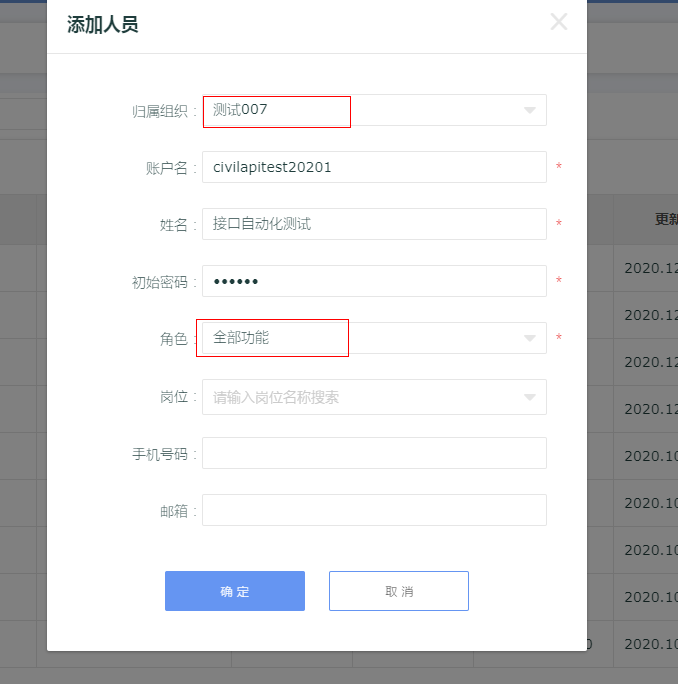 添加人员
归属组织 : 测试007
账户名 : civilapitest20201 *
姓名 : 接口自动化测试 *
初始密码 : •••••• *
角色 : 全部功能 *
岗位 : 请输入岗位名称搜索
手机号码 :
邮箱 :
确 定 取 消
更新
2020.12
2020.12
2020.12
2020.12
2020.10
2020.10
2020.10
2020.10
0 2020.10